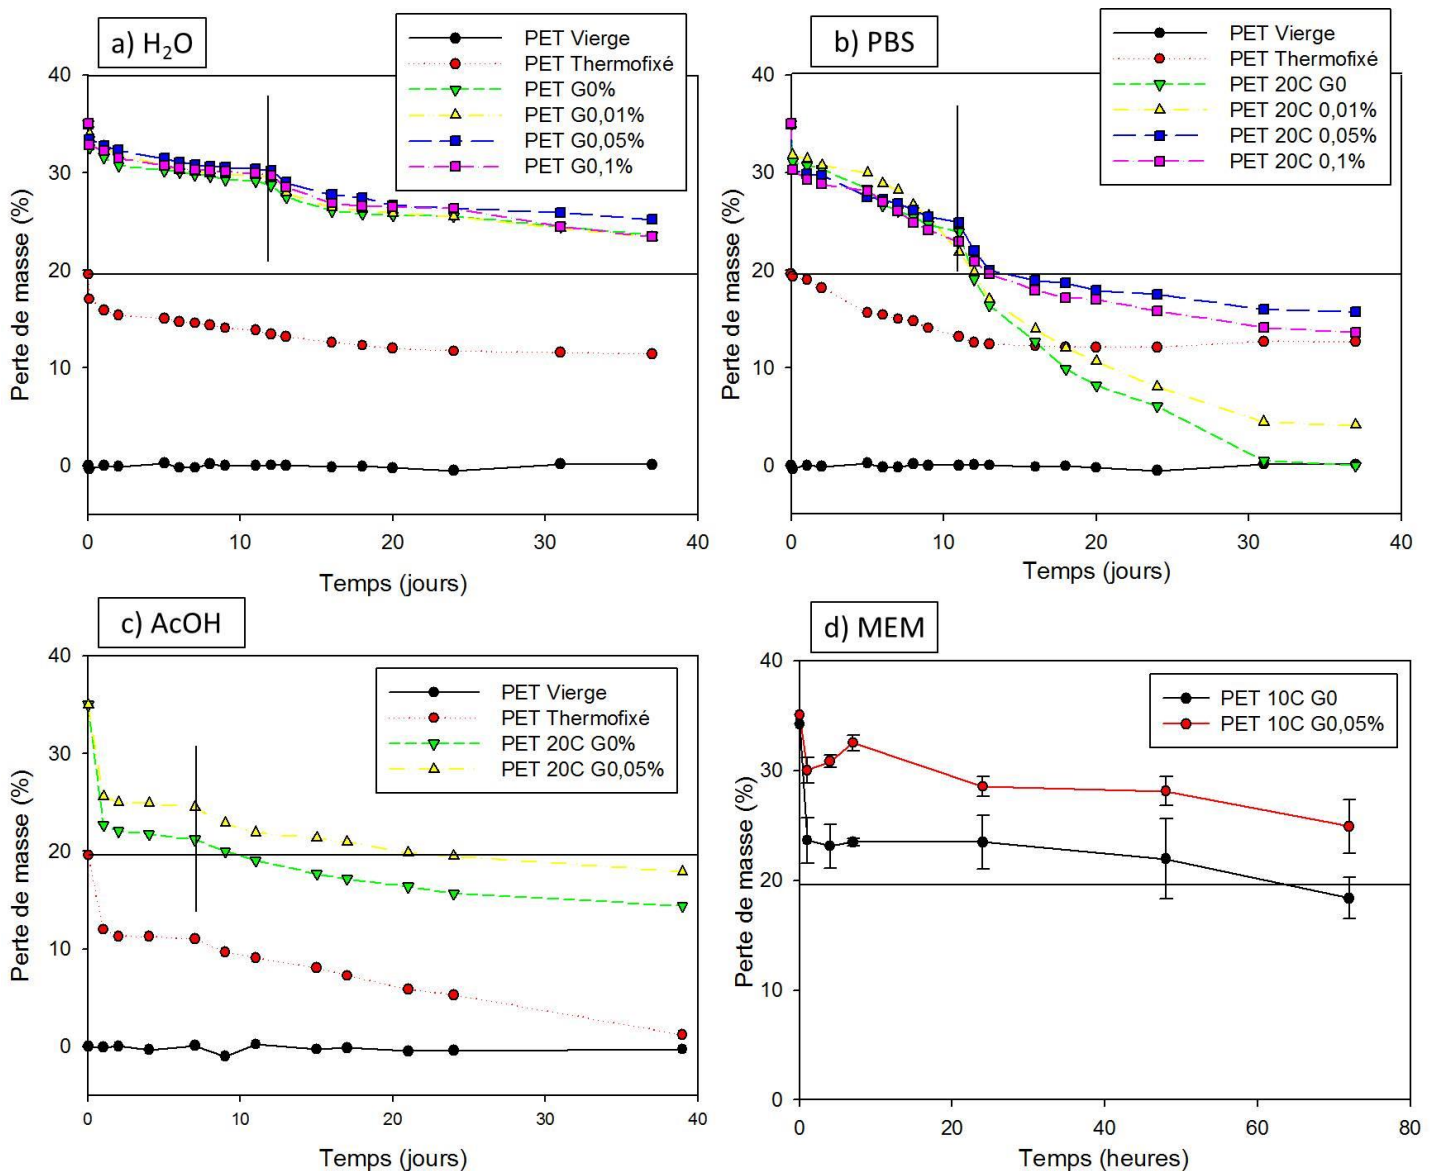 a) H₂O
PET Vierge
PET Thermofixé
PET G0%
PET G0,01%
PET G0,05%
PET G0,1%
40
30
20
10
0
Perte de masse (%)
0 10 20 30 40
Temps (jours)
b) PBS
PET Vierge
PET Thermofixé
PET 20C G0
PET 20C 0,01%
PET 20C 0,05%
PET 20C 0,1%
40
30
20
10
0
Perte de masse (%)
0 10 20 30 40
Temps (jours)
c) AcOH
PET Vierge
PET Thermofixé
PET 20C G0%
PET 20C G0,05%
40
30
20
10
0
Perte de masse (%)
0 10 20 30 40
Temps (jours)
d) MEM
PET 10C G0
PET 10C G0,05%
40
30
20
10
0
Perte de masse (%)
0 20 40 60 80
Temps (heures)